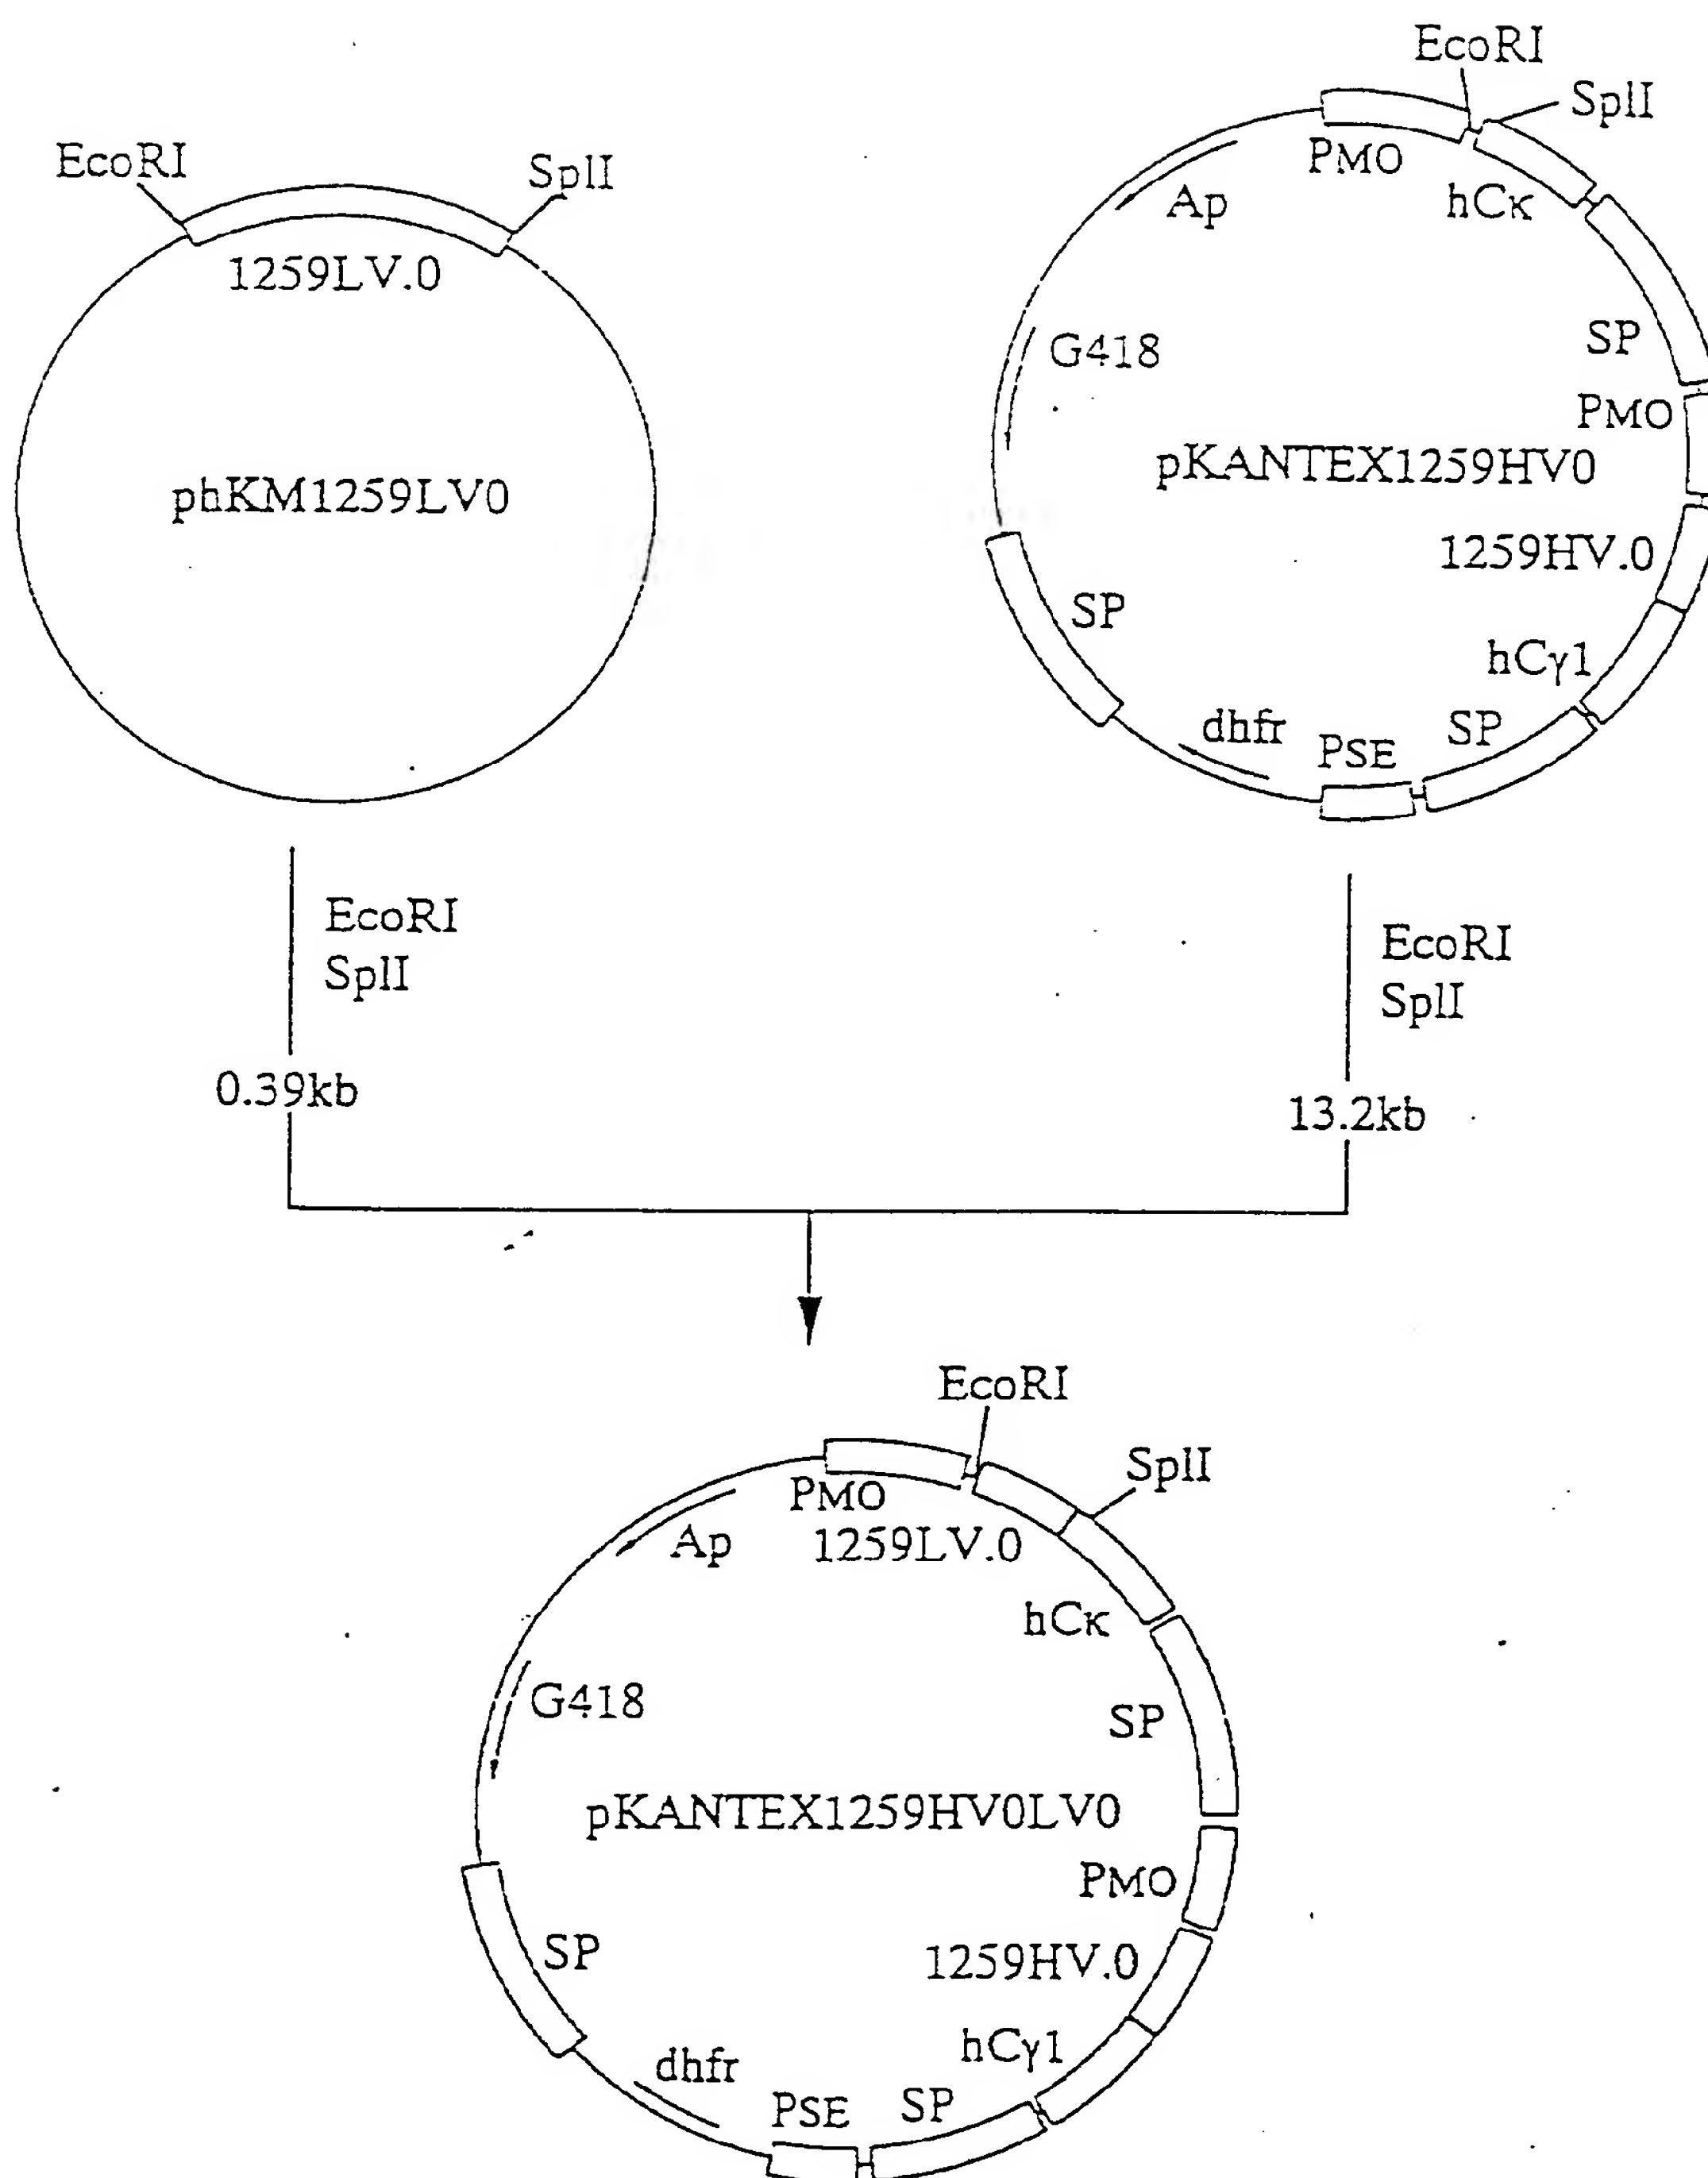 EcoRI
SplI
1259LV.0
phKM1259LV0
EcoRI
SplI
PMO
hCκ
Ap
SP
G418
PMO
pKANTEX1259HV0
1259HV.0
SP
hCγ1
SP
dhfr
PSE
EcoRI
SplI
0.39kb
EcoRI
SplI
13.2kb
EcoRI
SplI
PMO
1259LV.0
Ap
hCκ
G418
SP
pKANTEX1259HV0LV0
PMO
SP
1259HV.0
hCγ1
dhfr
PSE
SP